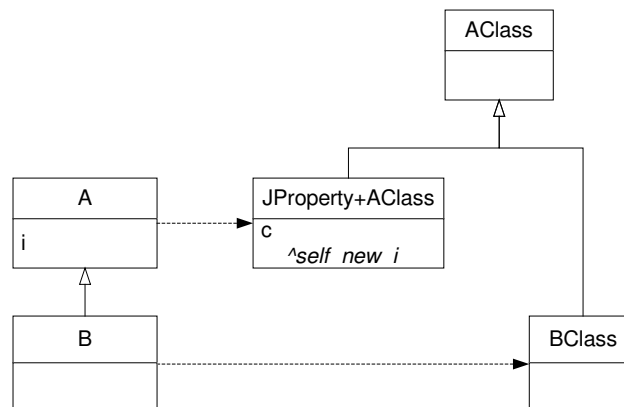 AClass
A
JProperty+AClass
i
c
^self new i
B
BClass